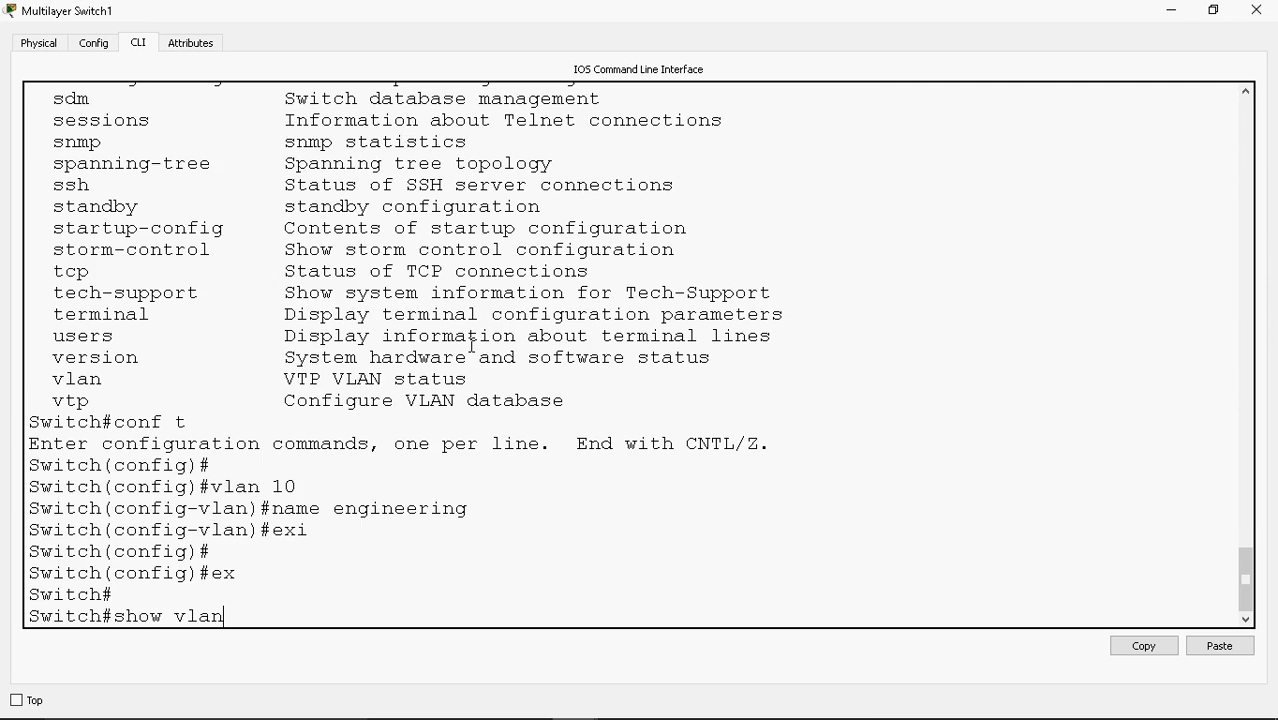 Multilayer Switch1
Physical Config CLI Attributes
IOS Command Line Interface
sdm Switch database management
sessions Information about Telnet connections
snmp snmp statistics
spanning-tree Spanning tree topology
ssh Status of SSH server connections
standby standby configuration
startup-config Contents of startup configuration
storm-control Show storm control configuration
tcp Status of TCP connections
tech-support Show system information for Tech-Support
terminal Display terminal configuration parameters
users Display information about terminal lines
version System hardware and software status
vlan VTP VLAN status
vtp Configure VLAN database
Switch#conf t
Enter configuration commands, one per line. End with CNTL/Z.
Switch(config)#
Switch(config)#vlan 10
Switch(config-vlan)#name engineering
Switch(config-vlan)#exi
Switch(config)#
Switch(config)#ex
Switch#
Switch#show vlan
Copy Paste
Top